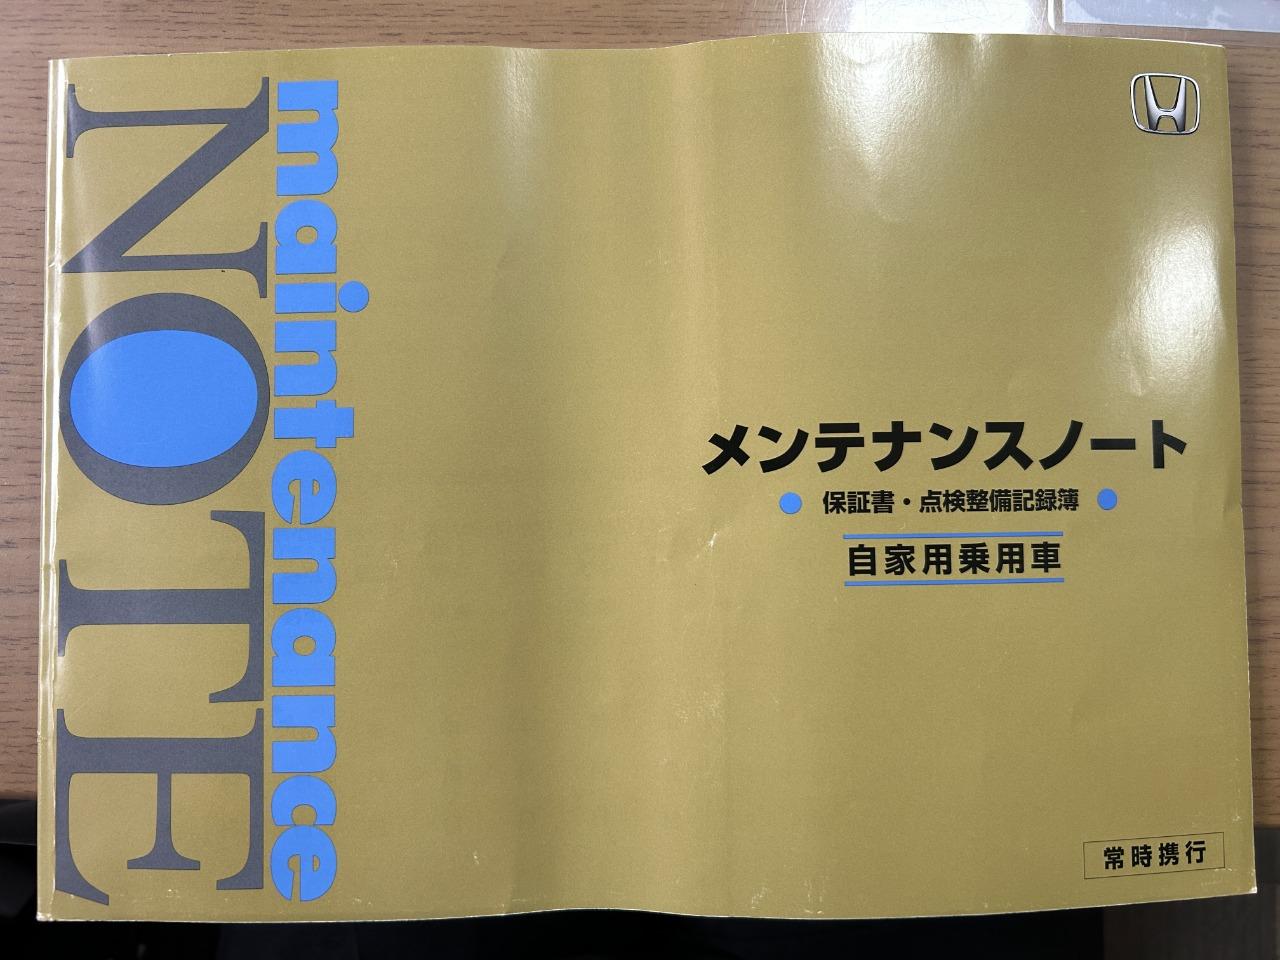 maintenance
NOTE
メンテナンスノート
● 保証書・点検整備記録簿 ●
自家用乗用車
常時携行